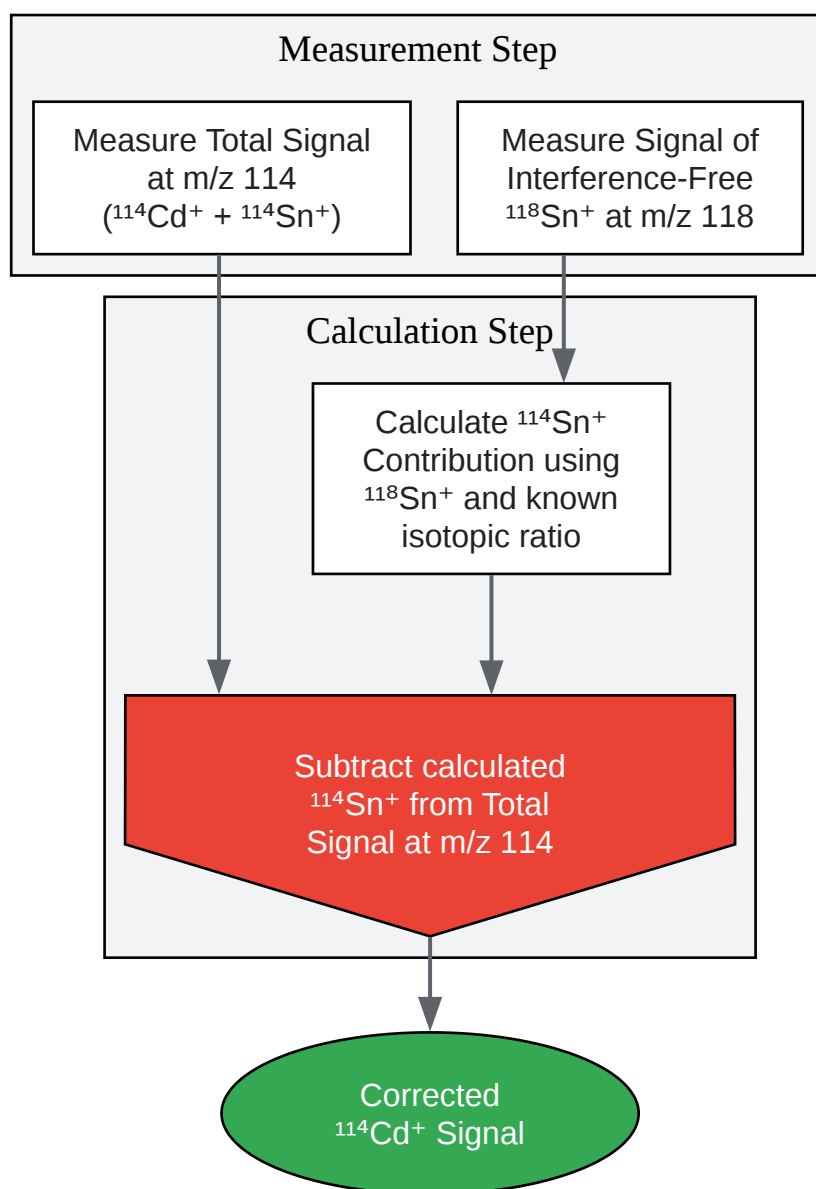 Measurement Step
Measure Total Signal
at m/z 114
(¹¹⁴Cd⁺ + ¹¹⁴Sn⁺)
Measure Signal of
Interference-Free
¹¹⁸Sn⁺ at m/z 118
Calculation Step
Calculate ¹¹⁴Sn⁺
Contribution using
¹¹⁸Sn⁺ and known
isotopic ratio
Subtract calculated
¹¹⁴Sn⁺ from Total
Signal at m/z 114
Corrected
¹¹⁴Cd⁺ Signal